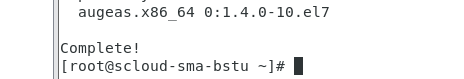 augeas.x86_64 0:1.4.0-10.el7
Complete!
[root@scloud-sma-bstu ~]#